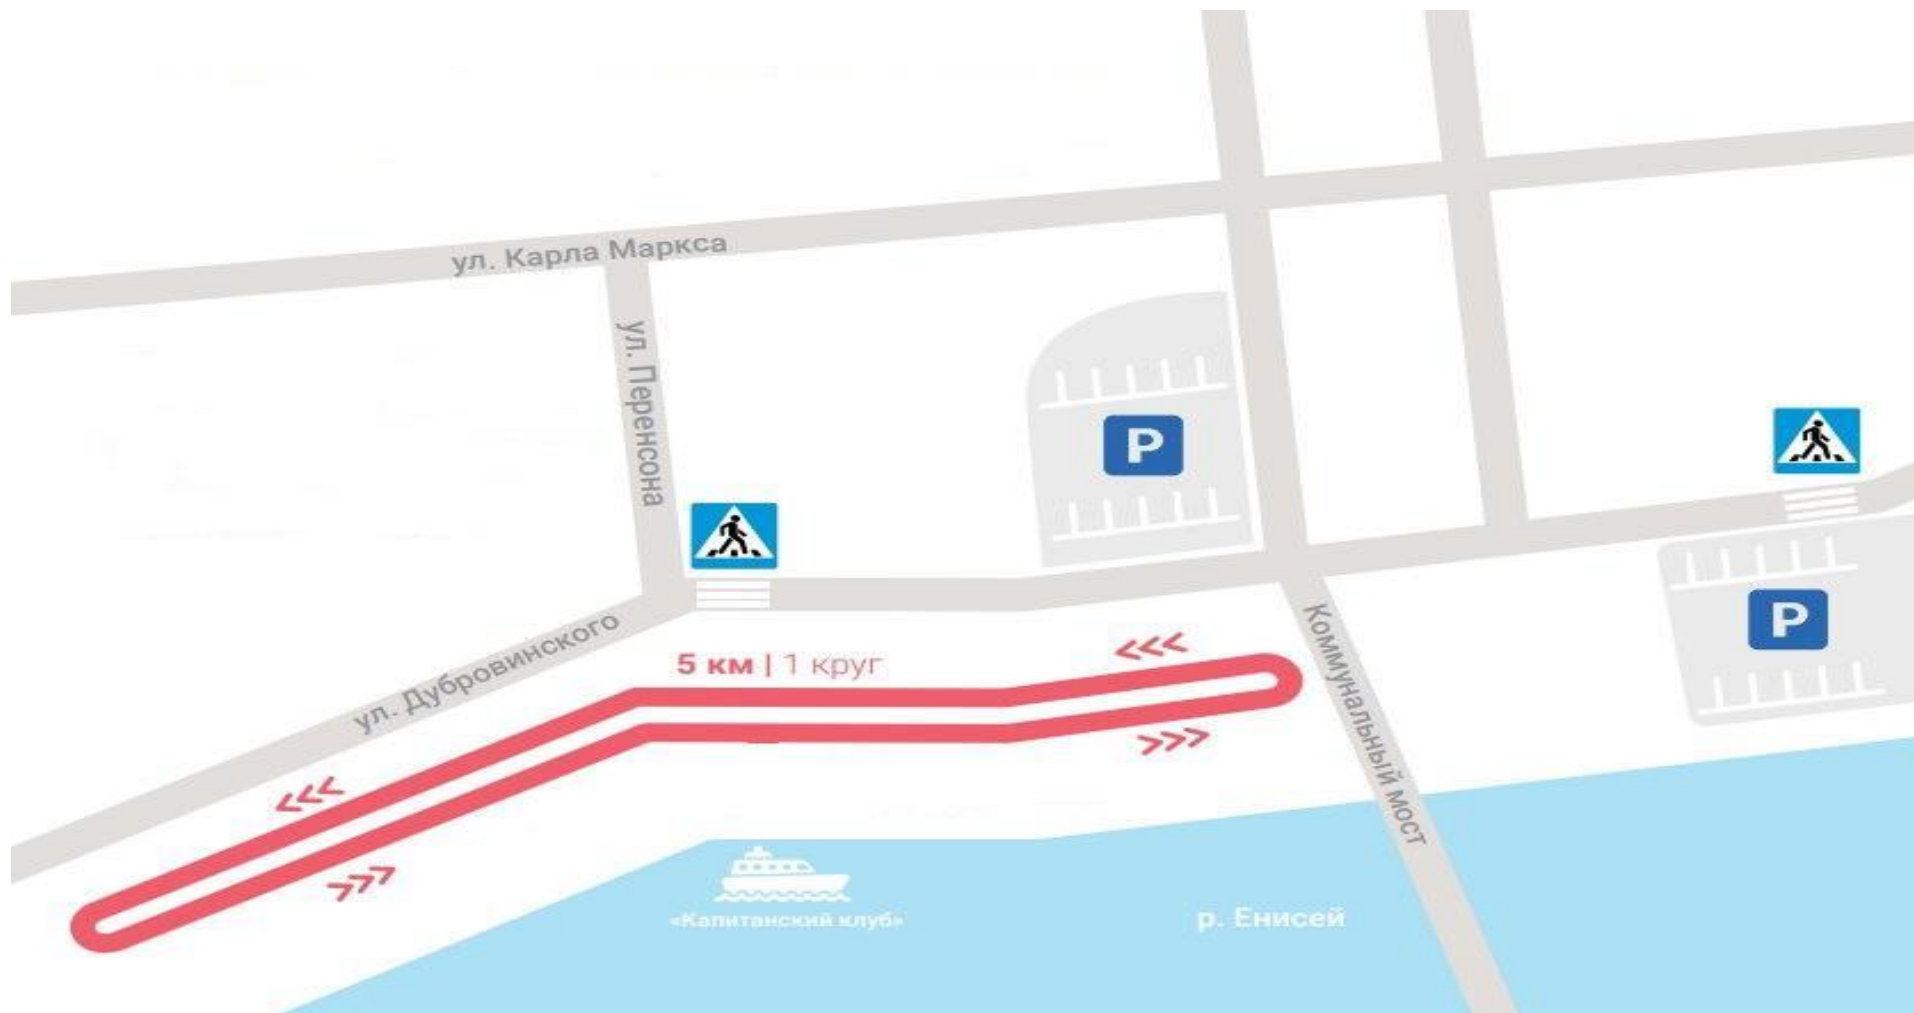 ул. Карла Маркса
ул. Перенсона
P
P
ул. Дубровинского
5 км | 1 круг
Коммунальный мост
«Капитанский клуб»
р. Енисей